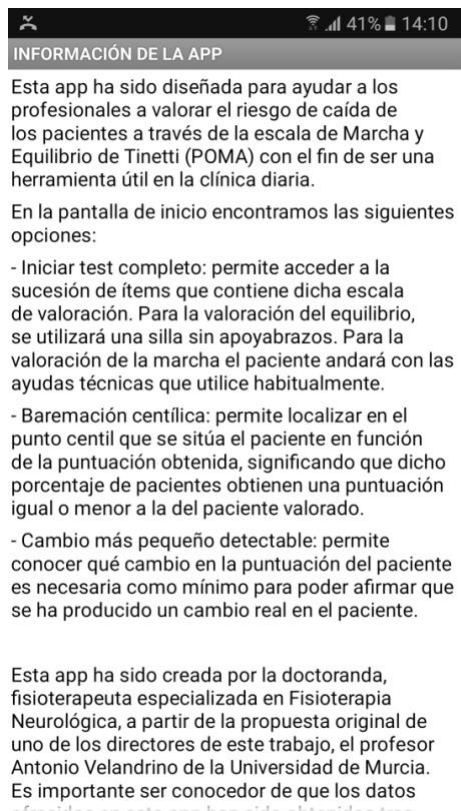 41% 14:10
INFORMACIÓN DE LA APP
Esta app ha sido diseñada para ayudar a los
profesionales a valorar el riesgo de caída de
los pacientes a través de la escala de Marcha y
Equilibrio de Tinetti (POMA) con el fin de ser una
herramienta útil en la clínica diaria.
En la pantalla de inicio encontramos las siguientes
opciones:
- Iniciar test completo: permite acceder a la
sucesión de ítems que contiene dicha escala
de valoración. Para la valoración del equilibrio,
se utilizará una silla sin apoyabrazos. Para la
valoración de la marcha el paciente andará con las
ayudas técnicas que utilice habitualmente.
- Baremación centílica: permite localizar en el
punto centil que se sitúa el paciente en función
de la puntuación obtenida, significando que dicho
porcentaje de pacientes obtienen una puntuación
igual o menor a la del paciente valorado.
- Cambio más pequeño detectable: permite
conocer qué cambio en la puntuación del paciente
es necesaria como mínimo para poder afirmar que
se ha producido un cambio real en el paciente.
Esta app ha sido creada por la doctoranda,
fisioterapeuta especializada en Fisioterapia
Neurológica, a partir de la propuesta original de
uno de los directores de este trabajo, el profesor
Antonio Velandrino de la Universidad de Murcia.
Es importante ser conocedor de que los datos